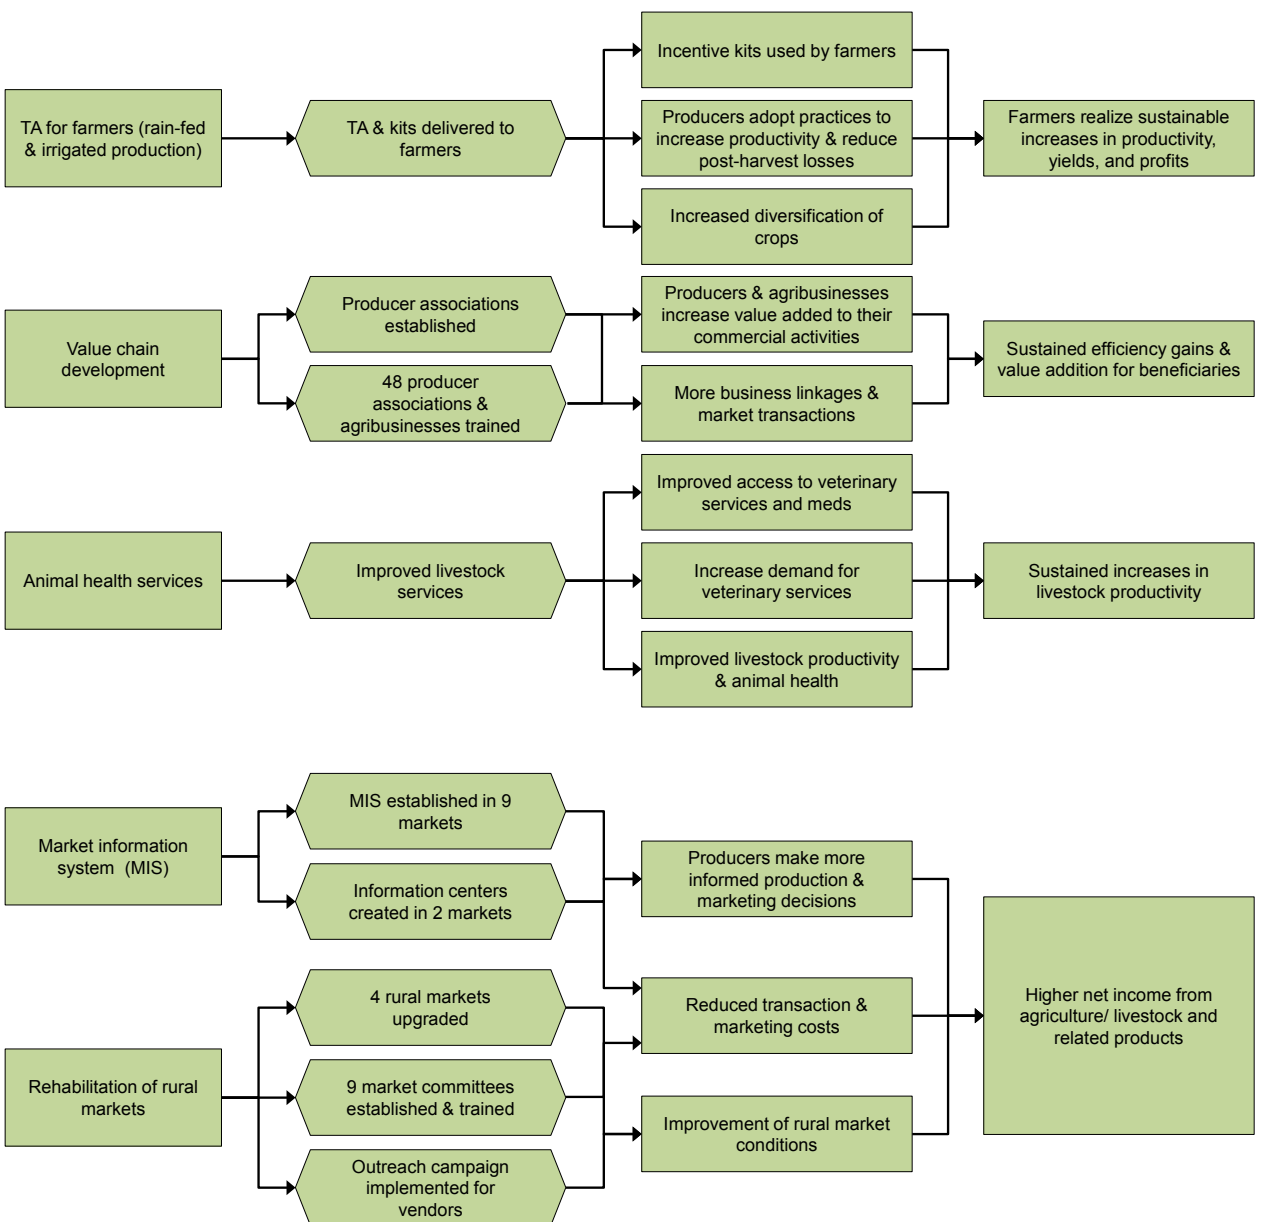 TA for farmers (rain-fed
& irrigated production)
TA & kits delivered to
farmers
Incentive kits used by farmers
Producers adopt practices to
increase productivity & reduce
post-harvest losses
Increased diversification of
crops
Farmers realize sustainable
increases in productivity,
yields, and profits
Value chain
development
Producer associations
established
48 producer
associations &
agribusinesses trained
Producers & agribusinesses
increase value added to their
commercial activities
More business linkages &
market transactions
Sustained efficiency gains &
value addition for beneficiaries
Animal health services
Improved livestock
services
Improved access to veterinary
services and meds
Increase demand for
veterinary services
Improved livestock productivity
& animal health
Sustained increases in
livestock productivity
Market information
system (MIS)
MIS established in 9
markets
Information centers
created in 2 markets
Producers make more
informed production &
marketing decisions
Rehabilitation of rural
markets
4 rural markets
upgraded
9 market committees
established & trained
Outreach campaign
implemented for
vendors
Reduced transaction &
marketing costs
Improvement of rural market
conditions
Higher net income from
agriculture/ livestock and
related products